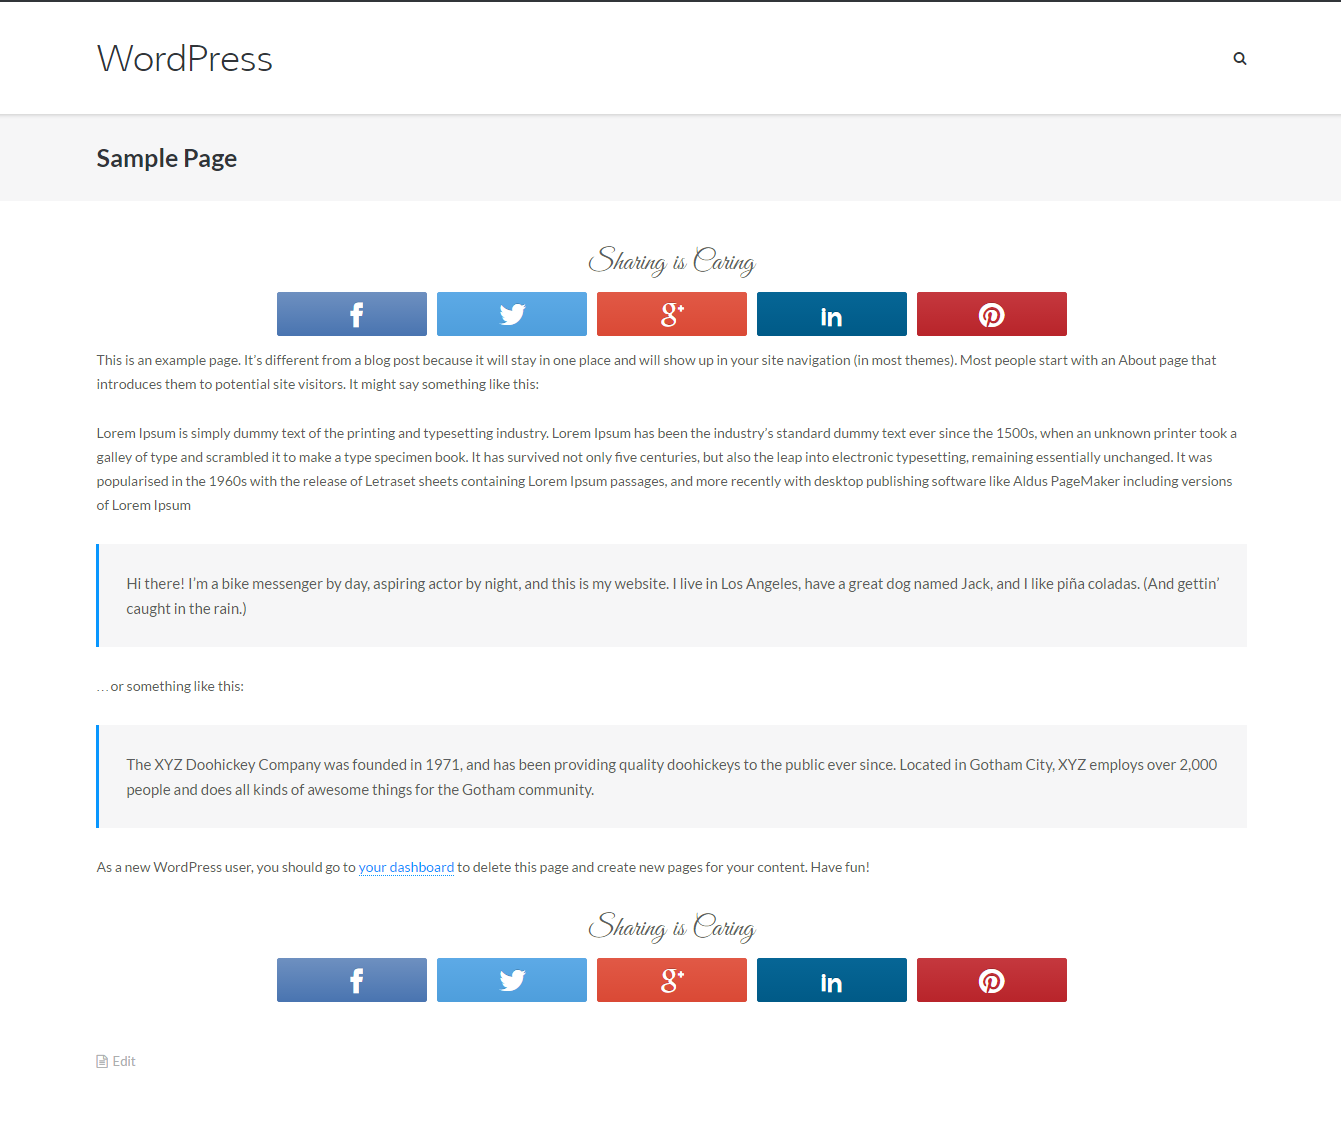 WordPress
Sample Page
Sharing is Caring
This is an example page. It’s different from a blog post because it will stay in one place and will show up in your site navigation (in most themes). Most people start with an About page that
introduces them to potential site visitors. It might say something like this:
Lorem Ipsum is simply dummy text of the printing and typesetting industry. Lorem Ipsum has been the industry’s standard dummy text ever since the 1500s, when an unknown printer took a
galley of type and scrambled it to make a type specimen book. It has survived not only five centuries, but also the leap into electronic typesetting, remaining essentially unchanged. It was
popularised in the 1960s with the release of Letraset sheets containing Lorem Ipsum passages, and more recently with desktop publishing software like Aldus PageMaker including versions
of Lorem Ipsum
Hi there! I’m a bike messenger by day, aspiring actor by night, and this is my website. I live in Los Angeles, have a great dog named Jack, and I like piña coladas. (And gettin’
caught in the rain.)
…or something like this:
The XYZ Doohickey Company was founded in 1971, and has been providing quality doohickeys to the public ever since. Located in Gotham City, XYZ employs over 2,000
people and does all kinds of awesome things for the Gotham community.
As a new WordPress user, you should go to your dashboard to delete this page and create new pages for your content. Have fun!
Sharing is Caring
Edit